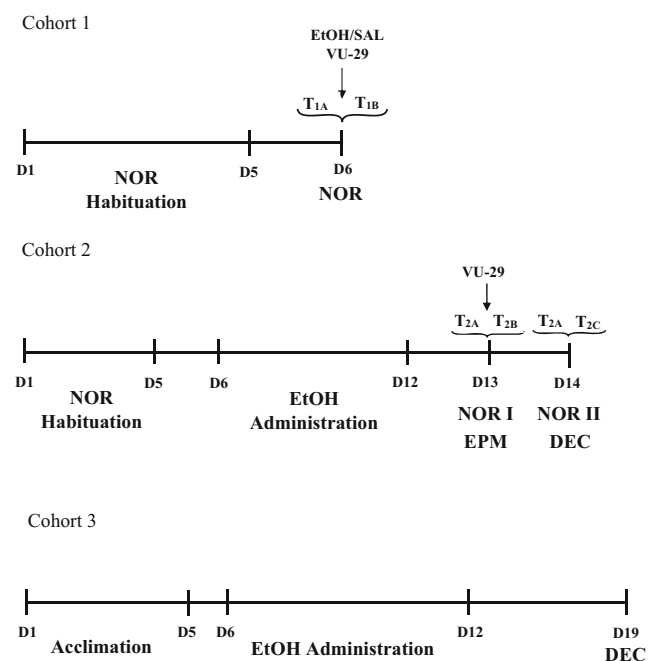 Cohort 1
EtOH/SAL
VU-29
T1A T1B
D1 D5 D6
NOR
Habituation
NOR
Cohort 2
VU-29
T2A T2B T2A T2C
D1 D5 D6 D12 D13 D14
NOR
Habituation
EtOH
Administration
NOR I
EPM
NOR II
DEC
Cohort 3
D1 D5 D6 D12 D19
Acclimation EtOH Administration DEC